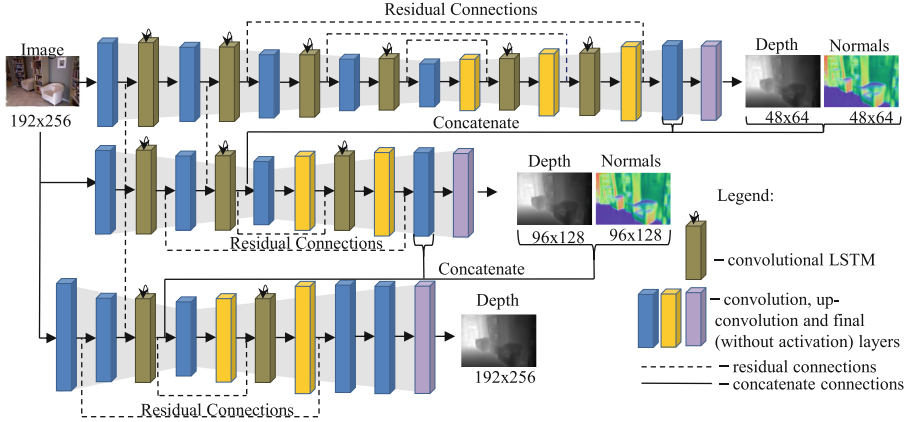 Residual Connections
Image
192x256
Depth Normals
48x64 48x64
Concatenate
Depth Normals
96x128 96x128
Residual Connections
Concatenate
Depth
192x256
Residual Connections
Legend:
– convolutional LSTM
– convolution, up-
convolution and final
(without activation) layers
– residual connections
– concatenate connections